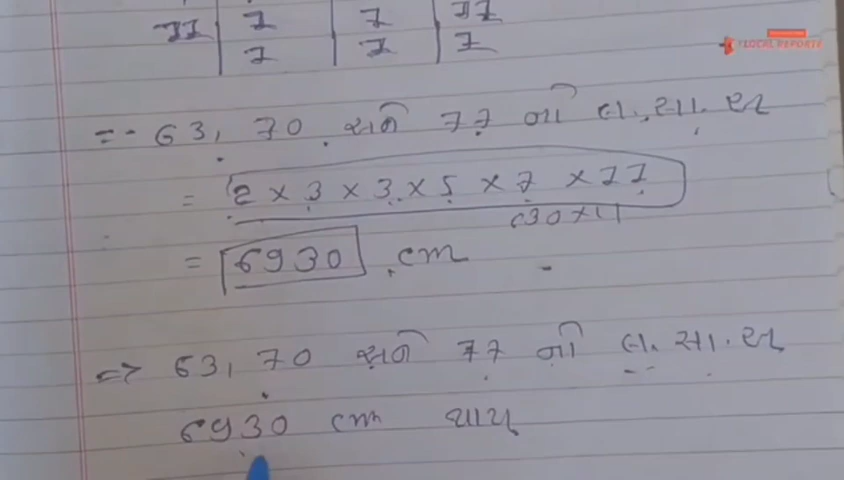 11 | 1 | 1 | 11
1 | 1 | 1
=> 63, 70 અને 77 નો લ.સા.અ
= 2 × 3 × 3 × 5 × 7 × 11
630×11
= 6930 cm
=> 63, 70 અને 77 નો લ.સા.અ
6930 cm થાય